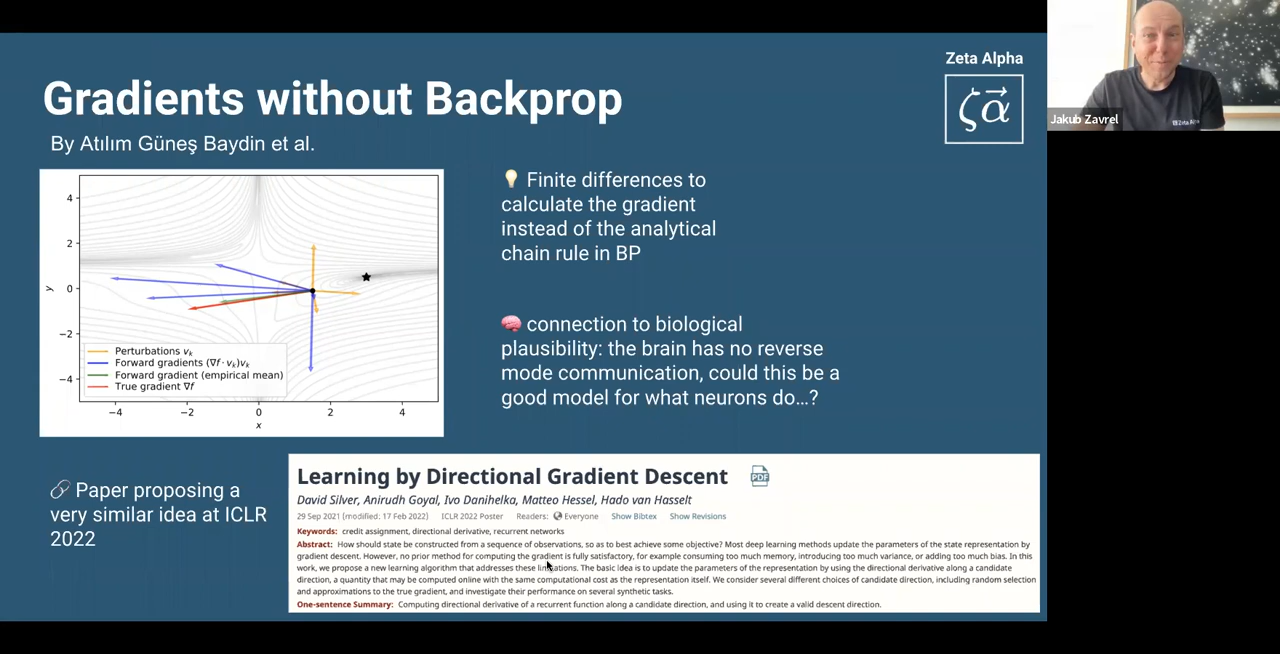 Zeta Alpha
ζα⃗
Jakub Zavrel
Gradients without Backprop
By Atılım Güneş Baydin et al.
4
2
0
−2
−4
y
−4
−2
0
2
4
x
Perturbations vₖ
Forward gradients (∇f · vₖ)vₖ
Forward gradient (empirical mean)
True gradient ∇f
💡 Finite differences to
calculate the gradient
instead of the analytical
chain rule in BP
🧠 connection to biological
plausibility: the brain has no reverse
mode communication, could this be a
good model for what neurons do...?
🔗 Paper proposing a
very similar idea at ICLR
2022
Learning by Directional Gradient Descent
PDF
David Silver, Anirudh Goyal, Ivo Danihelka, Matteo Hessel, Hado van Hasselt
29 Sep 2021 (modified: 17 Feb 2022) ICLR 2022 Poster Readers: Everyone Show Bibtex Show Revisions
Keywords: credit assignment, directional derivative, recurrent networks
Abstract: How should state be constructed from a sequence of observations, so as to best achieve some objective? Most deep learning methods update the parameters of the state representation by
gradient descent. However, no prior method for computing the gradient is fully satisfactory, for example consuming too much memory, introducing too much variance, or adding too much bias. In this
work, we propose a new learning algorithm that addresses these limitations. The basic idea is to update the parameters of the representation by using the directional derivative along a candidate
direction, a quantity that may be computed online with the same computational cost as the representation itself. We consider several different choices of candidate direction, including random selection
and approximations to the true gradient, and investigate their performance on several synthetic tasks.
One-sentence Summary: Computing directional derivative of a recurrent function along a candidate direction, and using it to create a valid descent direction.